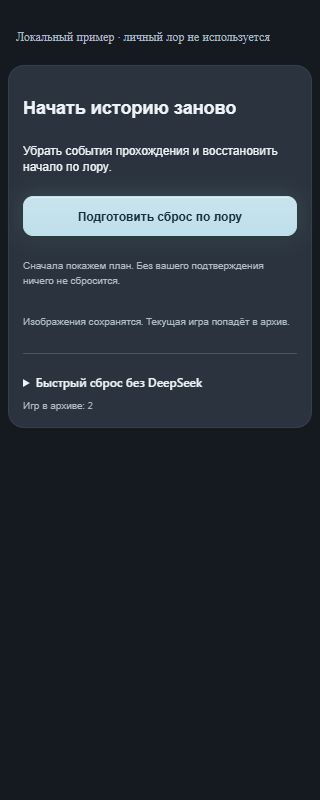 Локальный пример · личный лор не используется
Начать историю заново
Убрать события прохождения и восстановить
начало по лору.
Подготовить сброс по лору
Сначала покажем план. Без вашего подтверждения
ничего не сбросится.
Изображения сохранятся. Текущая игра попадёт в архив.
Быстрый сброс без DeepSeek
Игр в архиве: 2